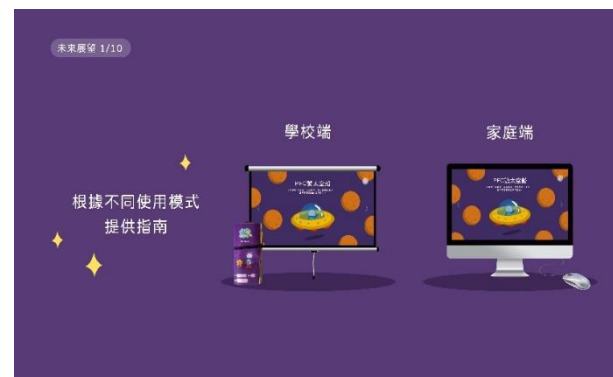 未來展望 1/10
根據不同使用模式
提供指南
學校端
家庭端